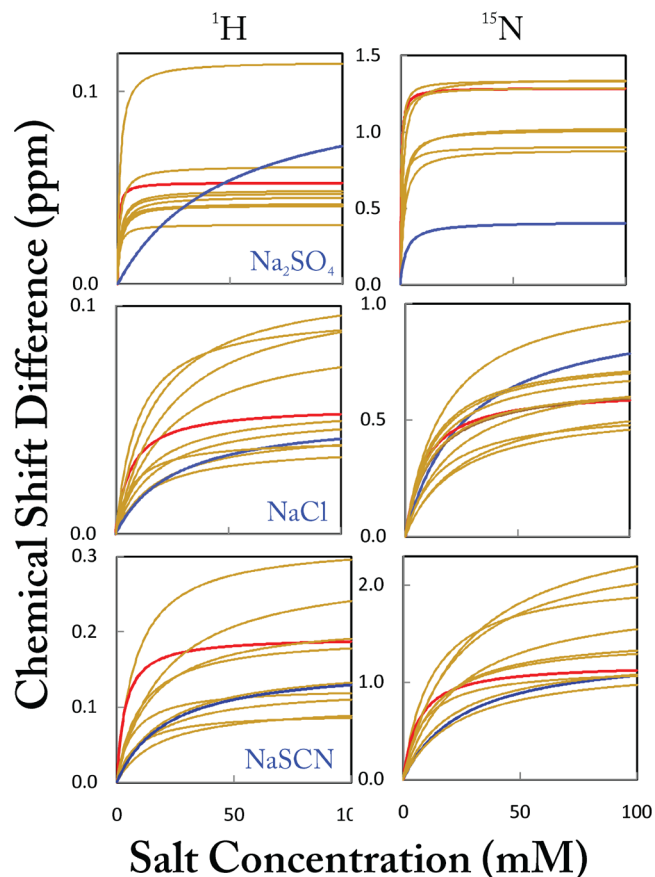 ¹H ¹⁵N
Chemical Shift Difference (ppm)
0.1
0.0
Na₂SO₄
1.5
1.0
0.5
0.0
0.1
0.0
NaCl
1.0
0.5
0.0
0.3
0.2
0.1
0.0
NaSCN
2.0
1.0
0.0
0 50 10
0 50 100
Salt Concentration (mM)